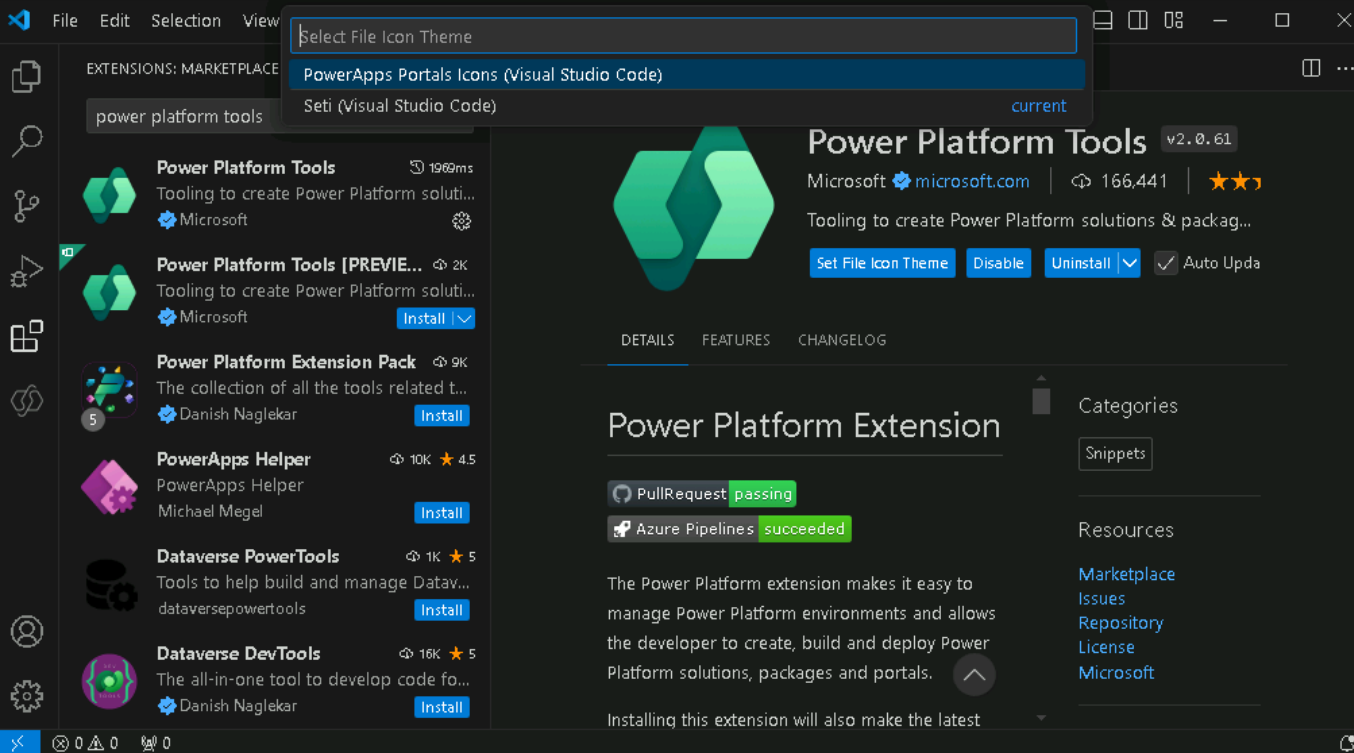 File Edit Selection View
Select File Icon Theme
PowerApps Portals Icons (Visual Studio Code)
Seti (Visual Studio Code) current
EXTENSIONS: MARKETPLACE
power platform tools
Power Platform Tools 1969ms
Tooling to create Power Platform soluti...
Microsoft
Power Platform Tools [PREVIE... 2K
Tooling to create Power Platform soluti...
Microsoft Install
Power Platform Extension Pack 9K
The collection of all the tools related t...
5 Danish Naglekar Install
PowerApps Helper 10K 4.5
PowerApps Helper
Michael Megel Install
Dataverse PowerTools 1K 5
Tools to help build and manage Datav...
dataversepowertools Install
Dataverse DevTools 16K 5
The all-in-one tool to develop code fo...
Danish Naglekar Install
Power Platform Tools v2.0.61
Microsoft microsoft.com 166,441
Tooling to create Power Platform solutions & packag...
Set File Icon Theme Disable Uninstall Auto Upda
DETAILS FEATURES CHANGELOG
Power Platform Extension
PullRequest passing
Azure Pipelines succeeded
The Power Platform extension makes it easy to
manage Power Platform environments and allows
the developer to create, build and deploy Power
Platform solutions, packages and portals.
Installing this extension will also make the latest
Categories
Snippets
Resources
Marketplace
Issues
Repository
License
Microsoft
0 0 0